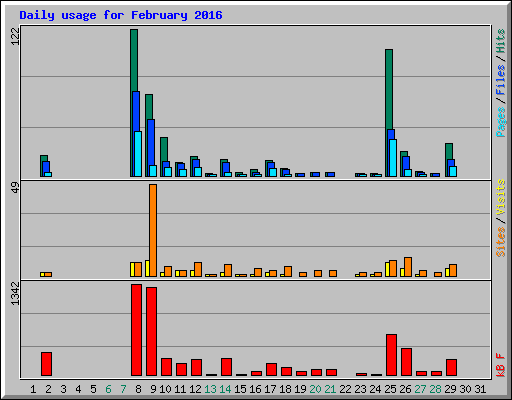 Daily usage for February 2016
122
Pages / Files / Hits
49
Sites / Visits
1342
kB F
1 2 3 4 5 6 7 8 9 10 11 12 13 14 15 16 17 18 19 20 21 22 23 24 25 26 27 28 29 30 31